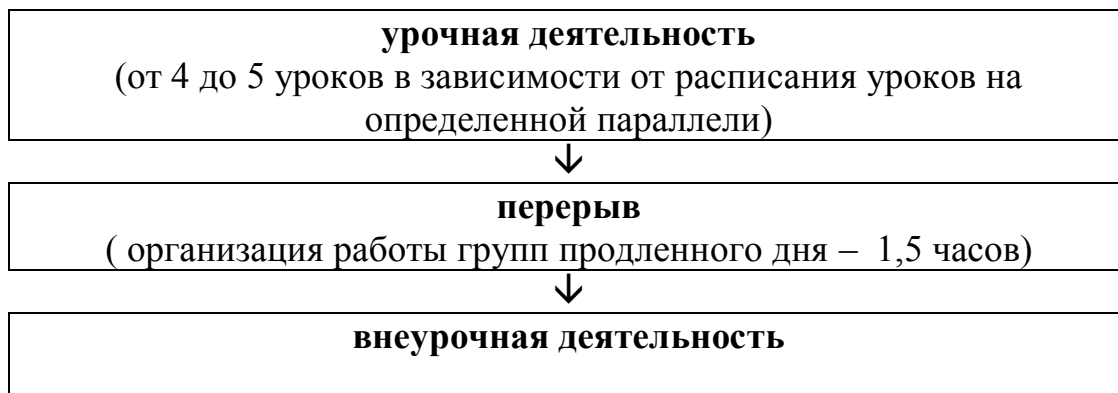 урочная деятельность
(от 4 до 5 уроков в зависимости от расписания уроков на
определенной параллели)
↓
перерыв
( организация работы групп продленного дня – 1,5 часов)
↓
внеурочная деятельность